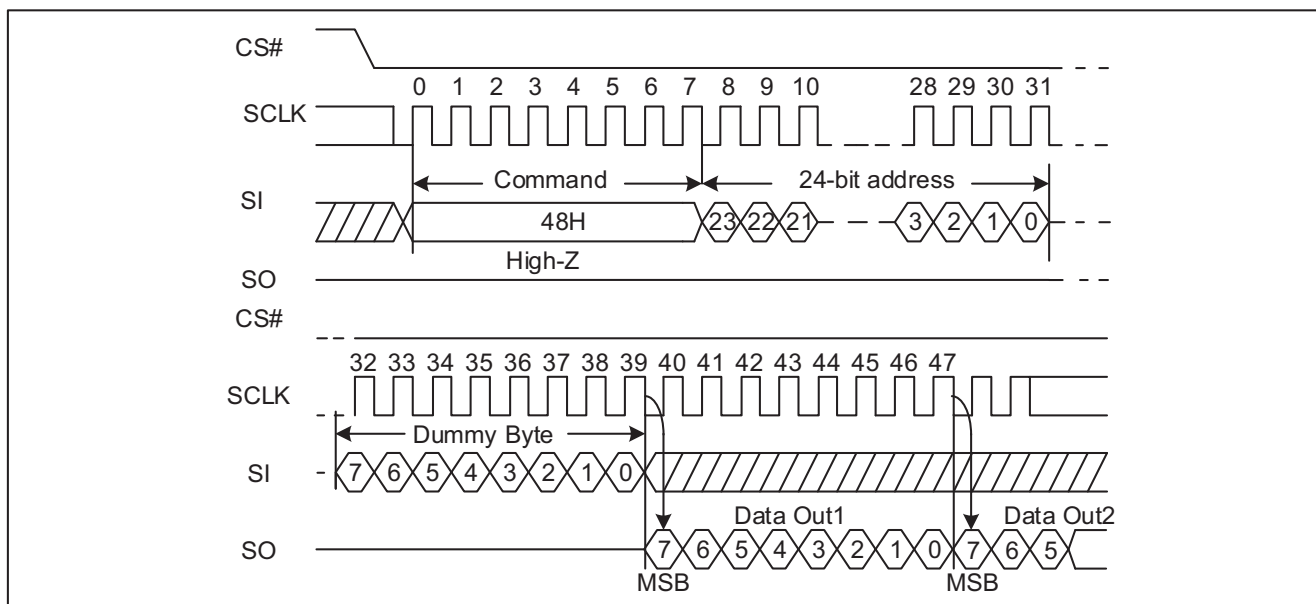 CS#
0 1 2 3 4 5 6 7 8 9 10 28 29 30 31
SCLK
Command 24-bit address
SI
48H 23 22 21 3 2 1 0
High-Z
SO
CS#
32 33 34 35 36 37 38 39 40 41 42 43 44 45 46 47
SCLK
Dummy Byte
SI 7 6 5 4 3 2 1 0
Data Out1 Data Out2
SO 7 6 5 4 3 2 1 0 7 6 5
MSB MSB